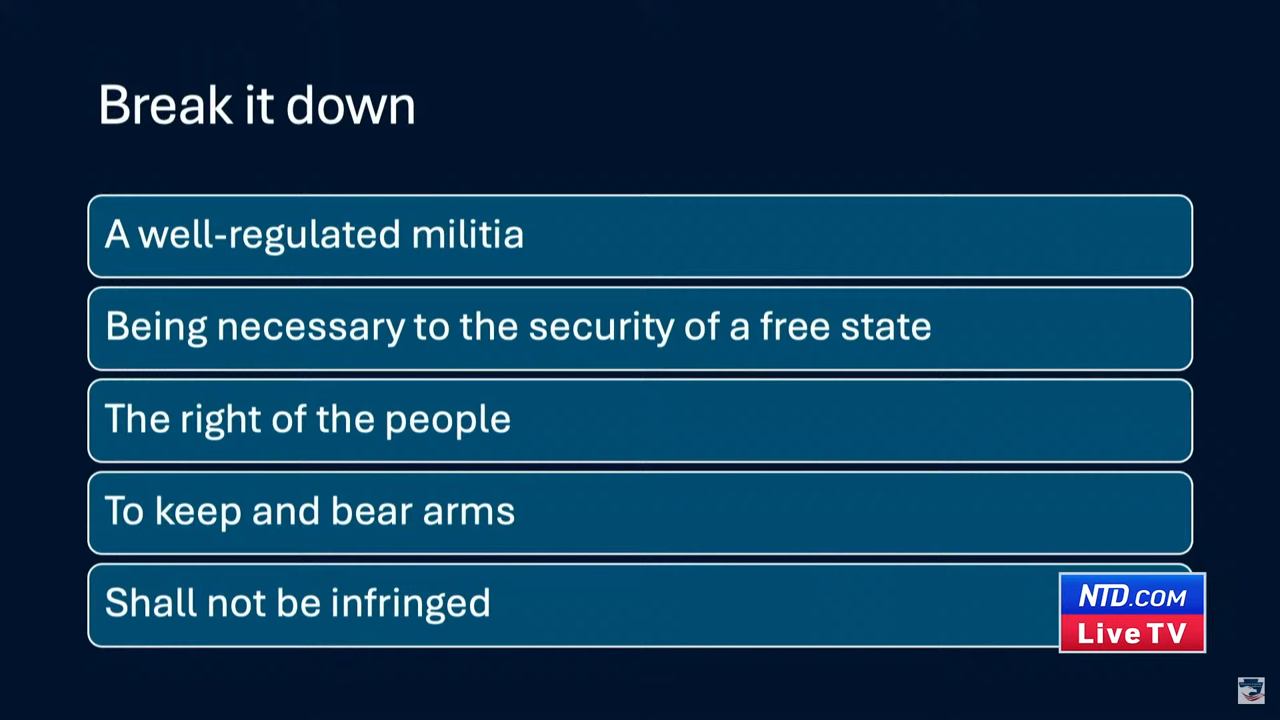 Break it down
A well-regulated militia
Being necessary to the security of a free state
The right of the people
To keep and bear arms
Shall not be infringed
NTD.COM
Live TV